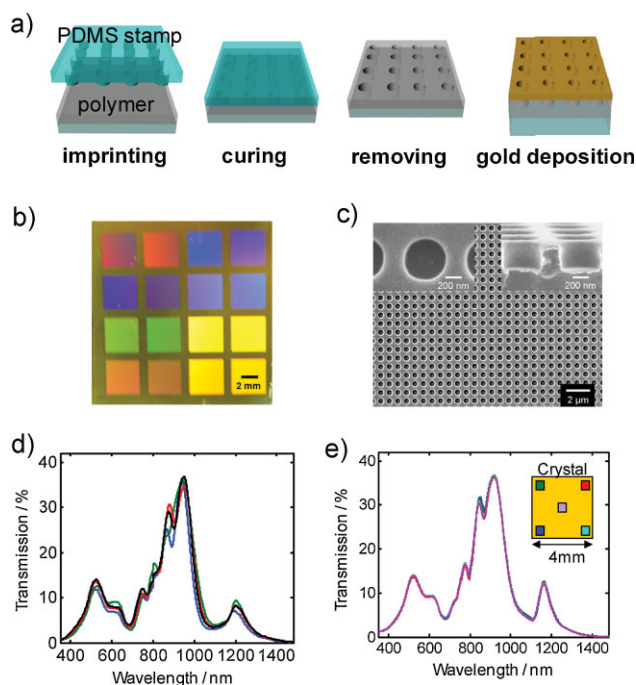 a)
PDMS stamp
polymer
imprinting curing removing gold deposition
b)
2 mm
c)
200 nm
200 nm
2 µm
d)
Transmission / %
40
30
20
10
0
400 600 800 1000 1200 1400
Wavelength / nm
e)
Transmission / %
40
30
20
10
0
400 600 800 1000 1200 1400
Wavelength / nm
Crystal
4mm